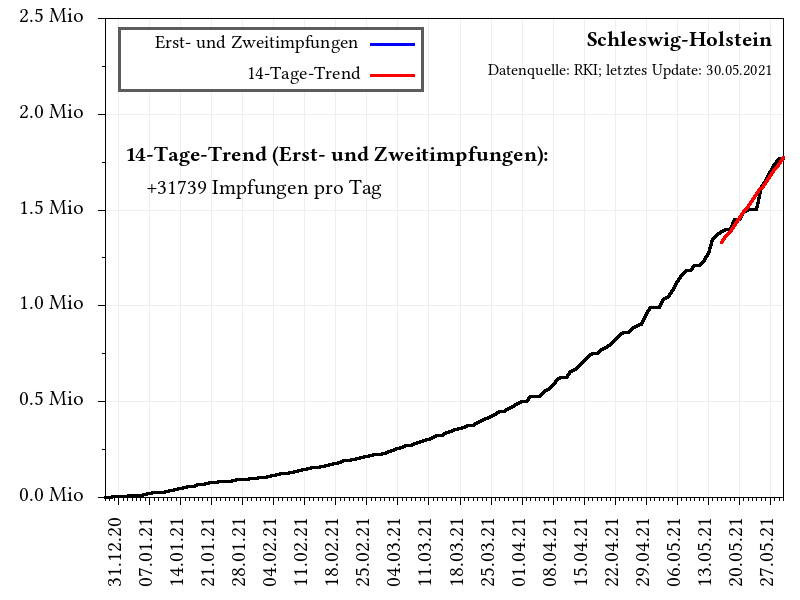 2.5 Mio
2.0 Mio
1.5 Mio
1.0 Mio
0.5 Mio
0.0 Mio
Erst- und Zweitimpfungen
14-Tage-Trend
Schleswig-Holstein
Datenquelle: RKI; letztes Update: 30.05.2021
14-Tage-Trend (Erst- und Zweitimpfungen):
+31739 Impfungen pro Tag
31.12.20
07.01.21
14.01.21
21.01.21
28.01.21
04.02.21
11.02.21
18.02.21
25.02.21
04.03.21
11.03.21
18.03.21
25.03.21
01.04.21
08.04.21
15.04.21
22.04.21
29.04.21
06.05.21
13.05.21
20.05.21
27.05.21